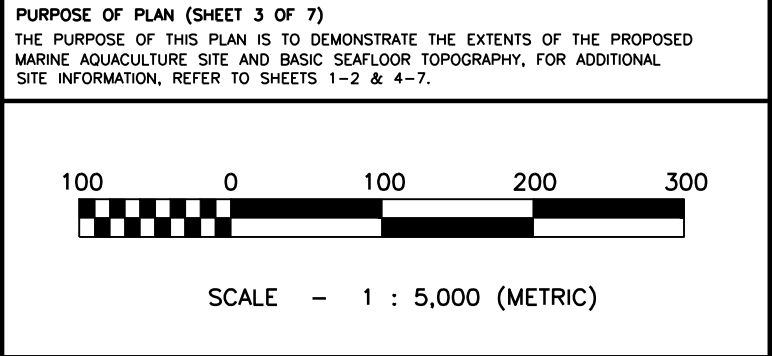 PURPOSE OF PLAN (SHEET 3 OF 7)
THE PURPOSE OF THIS PLAN IS TO DEMONSTRATE THE EXTENTS OF THE PROPOSED
MARINE AQUACULTURE SITE AND BASIC SEAFLOOR TOPOGRAPHY, FOR ADDITIONAL
SITE INFORMATION, REFER TO SHEETS 1-2 & 4-7.
100 0 100 200 300
SCALE - 1 : 5,000 (METRIC)